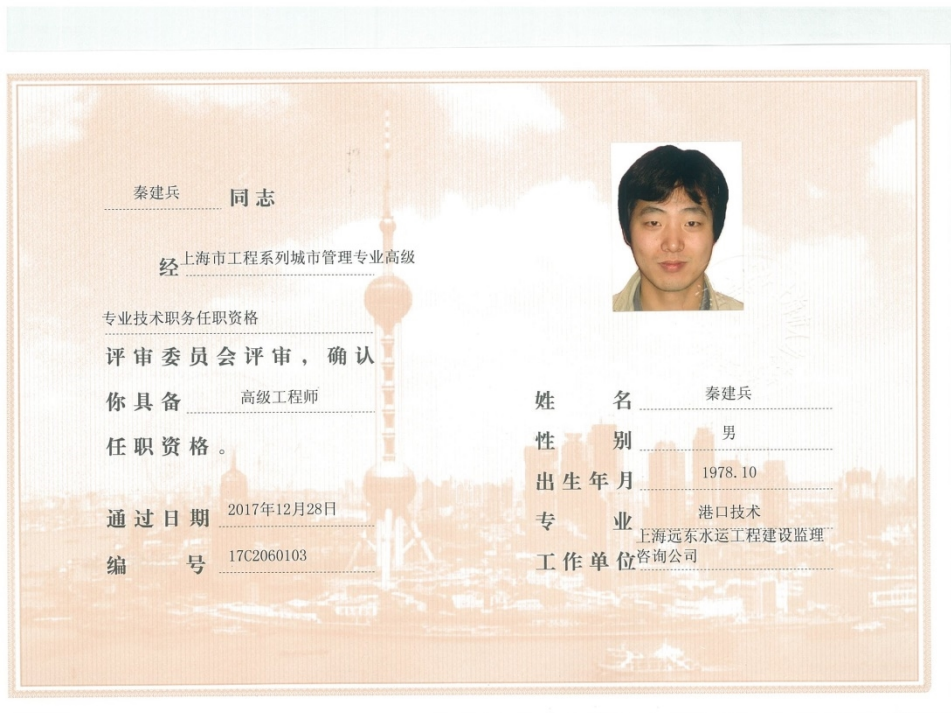 秦建兵 同志
经 上海市工程系列城市管理专业高级
专业技术职务任职资格
评审委员会评审，确认
你具备 高级工程师
任职资格。
通过日期 2017年12月28日
编号 17C2060103
姓名 秦建兵
性别 男
出生年月 1978.10
专业 港口技术
工作单位 上海远东水运工程建设监理
咨询公司